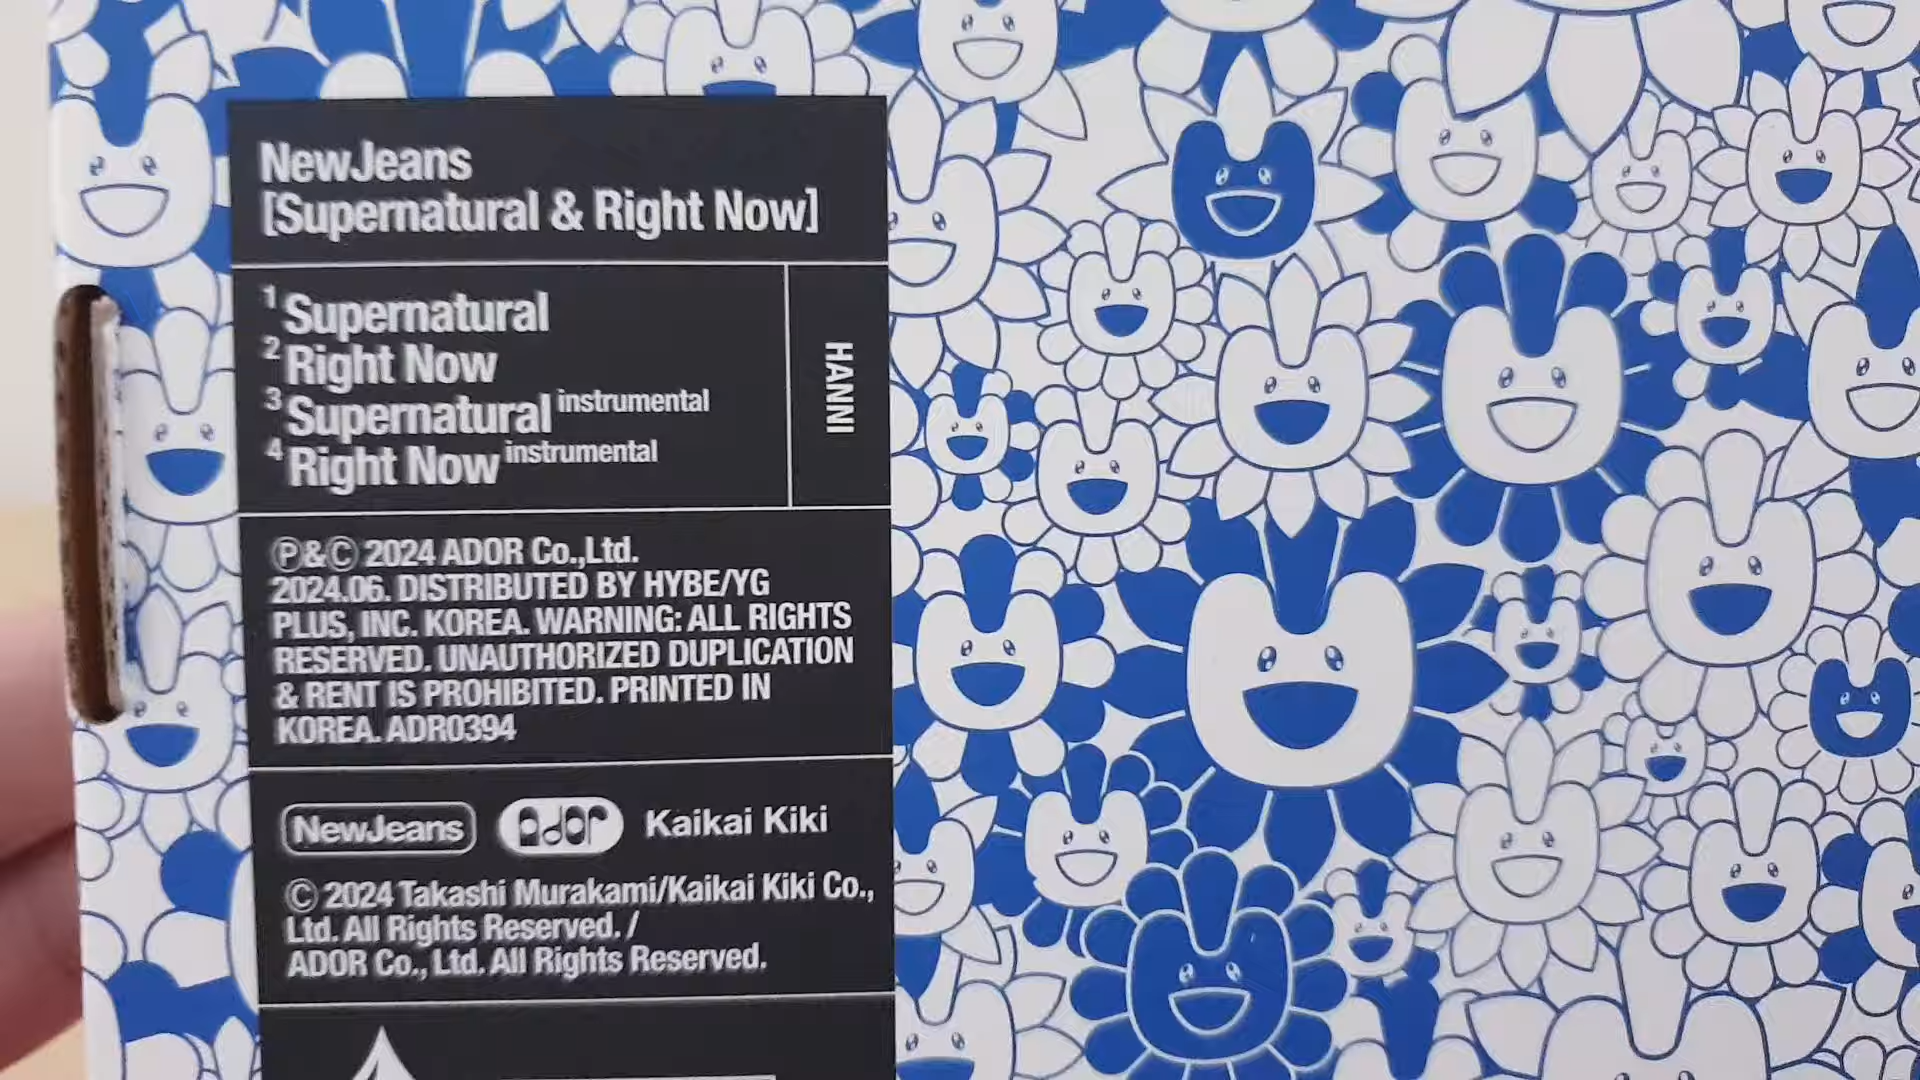 NewJeans
[Supernatural & Right Now]
1 Supernatural
2 Right Now
3 Supernatural instrumental
4 Right Now instrumental
HANNI
Ⓟ&Ⓒ 2024 ADOR Co.,Ltd.
2024.06. DISTRIBUTED BY HYBE/YG
PLUS, INC. KOREA. WARNING: ALL RIGHTS
RESERVED. UNAUTHORIZED DUPLICATION
& RENT IS PROHIBITED. PRINTED IN
KOREA. ADR0394
NewJeans ador Kaikai Kiki
© 2024 Takashi Murakami/Kaikai Kiki Co.,
Ltd. All Rights Reserved. /
ADOR Co., Ltd. All Rights Reserved.